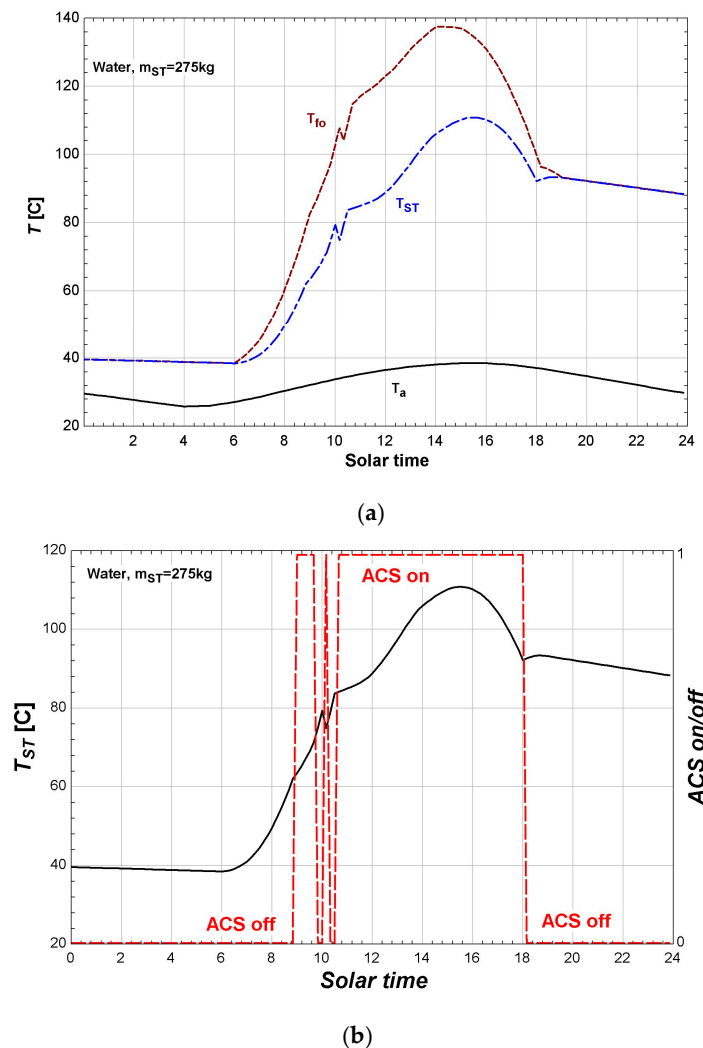 140
120
100
80
60
40
20
T [C]
Water, mST=275kg
Tfo
TST
Ta
2 4 6 8 10 12 14 16 18 20 22 24
Solar time
(a)
120
100
80
60
40
20
TST [C]
Water, mST=275kg
ACS on
ACS off
ACS off
1
0
ACS on/off
0 2 4 6 8 10 12 14 16 18 20 22 24
Solar time
(b)